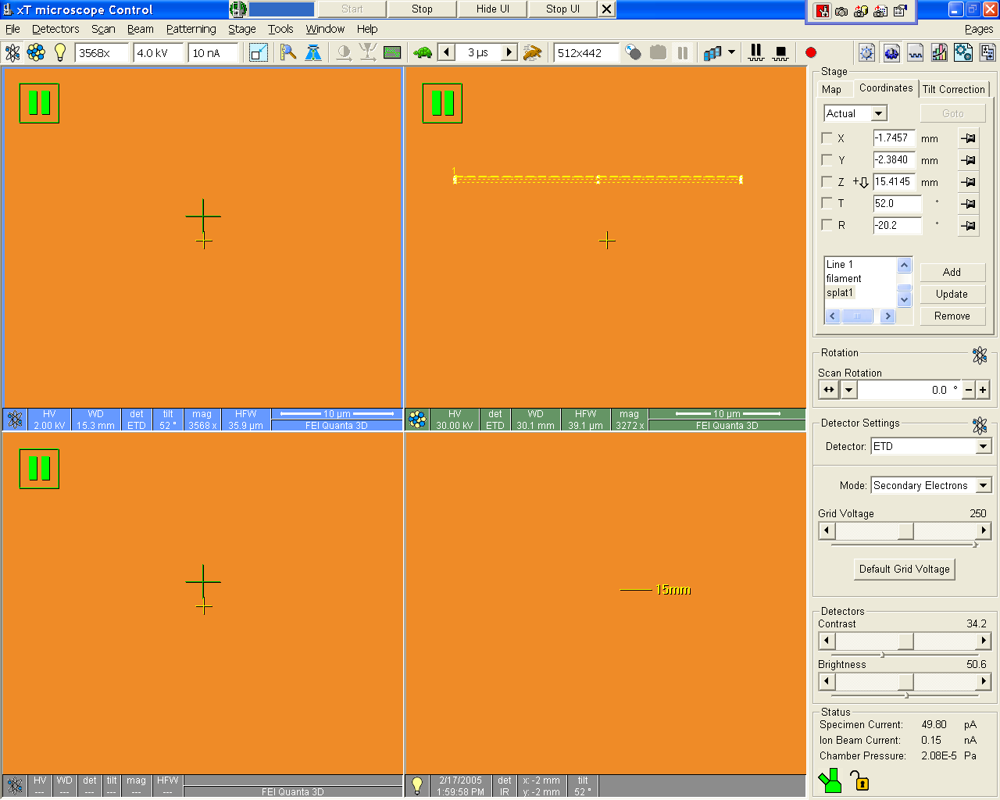 xT microscope Control
Start Stop Hide UI Stop UI
File Detectors Scan Beam Patterning Stage Tools Window Help Pages
3568x 4.0 kV 10 nA 3 µs 512x442
Stage
Map Coordinates Tilt Correction
Actual Goto
X -1.7457 mm
Y -2.3840 mm
Z + 15.4145 mm
T 52.0 °
R -20.2 °
Line 1
filament
splat1
Add
Update
Remove
Rotation
Scan Rotation
0.0 °
Detector Settings
Detector: ETD
Mode: Secondary Electrons
Grid Voltage 250
Default Grid Voltage
Detectors
Contrast 34.2
Brightness 50.6
Status
Specimen Current: 49.80 pA
Ion Beam Current: 0.15 nA
Chamber Pressure: 2.08E-5 Pa
1
HV WD det tilt mag HFW 10 µm
2.00 kV 15.3 mm ETD 52 ° 3568 x 35.9 µm FEI Quanta 3D
HV det WD HFW mag 10 µm
30.00 kV ETD 30.1 mm 39.1 µm 3272 x FEI Quanta 3D
15mm
HV WD det tilt mag HFW
--- --- --- --- --- --- FEI Quanta 3D
2/17/2005 det x: -2 mm tilt
1:59:58 PM IR y: -2 mm 52 °